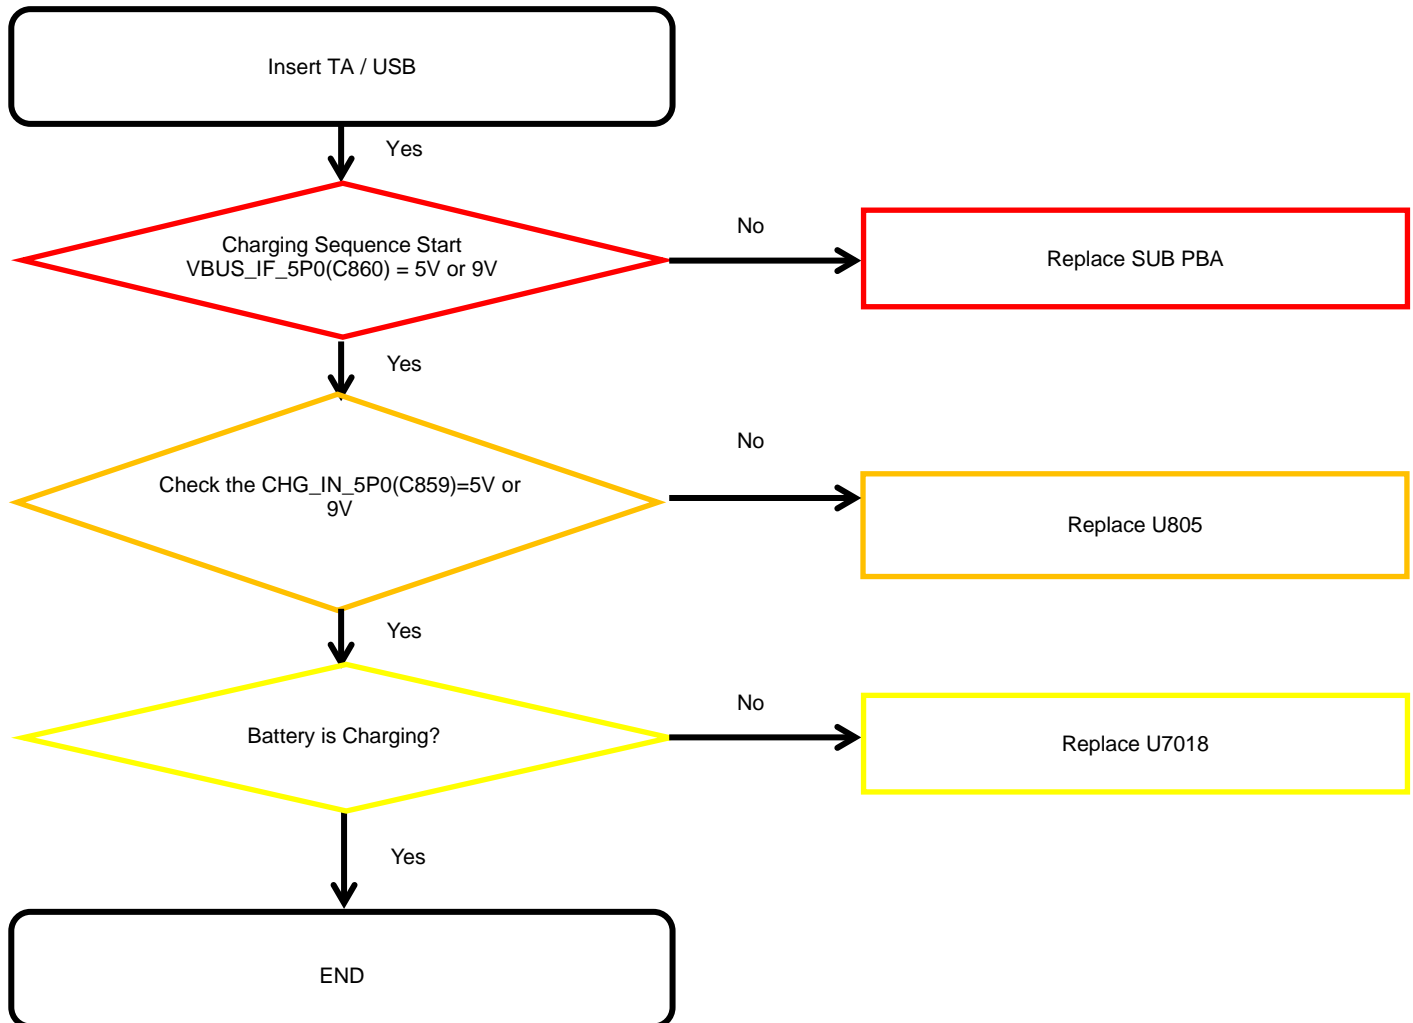 Insert TA / USB
Yes
Charging Sequence Start
VBUS_IF_5P0(C860) = 5V or 9V
No
Replace SUB PBA
Yes
Check the CHG_IN_5P0(C859)=5V or
9V
No
Replace U805
Yes
Battery is Charging?
No
Replace U7018
Yes
END